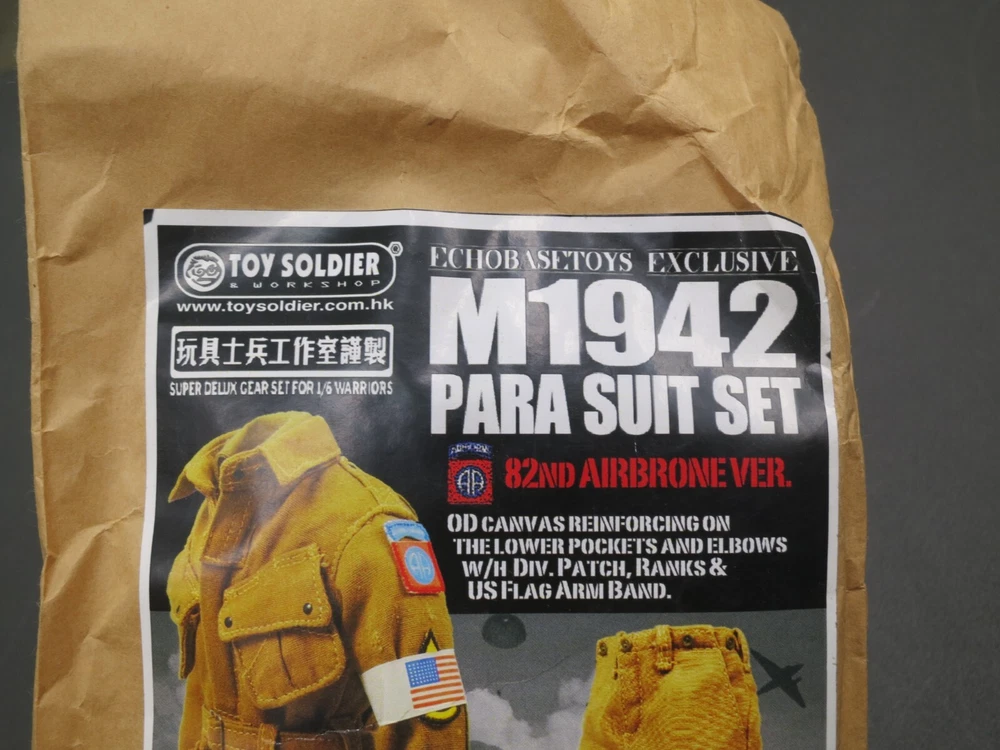 TOY SOLDIER
& WORKSHOP
www.toysoldier.com.hk
玩具士兵工作室謹製
SUPER DELUX GEAR SET FOR 1/6 WARRIORS
ECHOBASETOYS EXCLUSIVE
M1942
PARA SUIT SET
AIRBORNE
AA
82ND AIRBRONE VER.
OD CANVAS REINFORCING ON
THE LOWER POCKETS AND ELBOWS
W/H DIV. PATCH, RANKS &
US FLAG ARM BAND.
AA